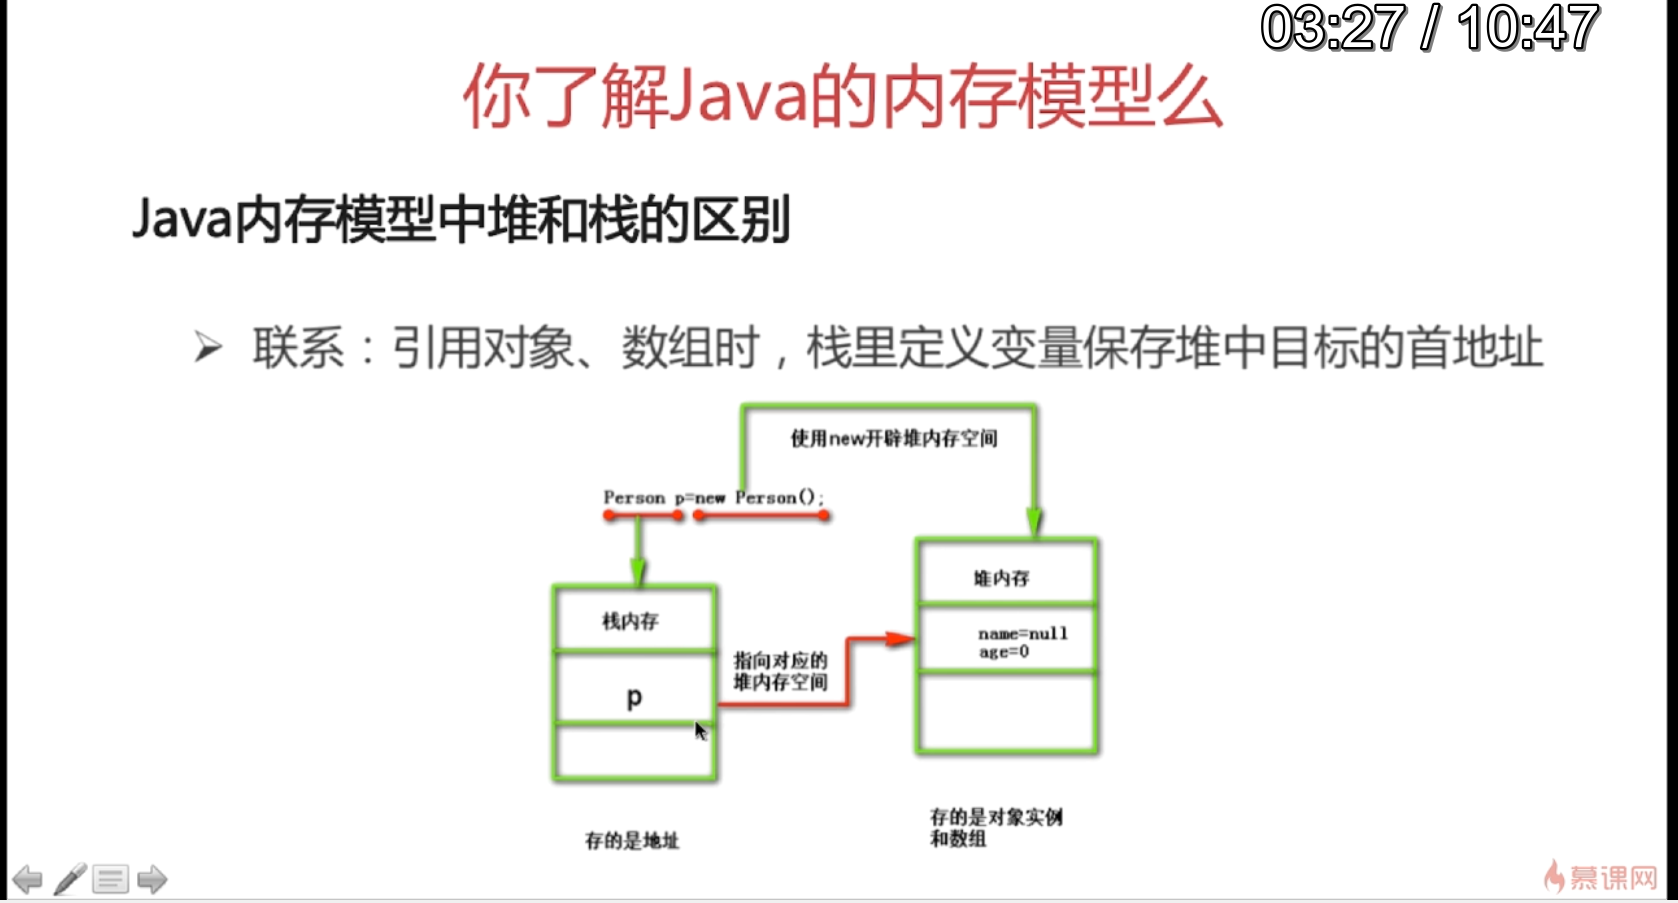 03:27 / 10:47
你了解Java的内存模型么
Java内存模型中堆和栈的区别
联系：引用对象、数组时，栈里定义变量保存堆中目标的首地址
使用new开辟堆内存空间
Person p=new Person();
堆内存
栈内存
name=null
age=0
指向对应的
堆内存空间
p
存的是对象实例
和数组
存的是地址
慕课网